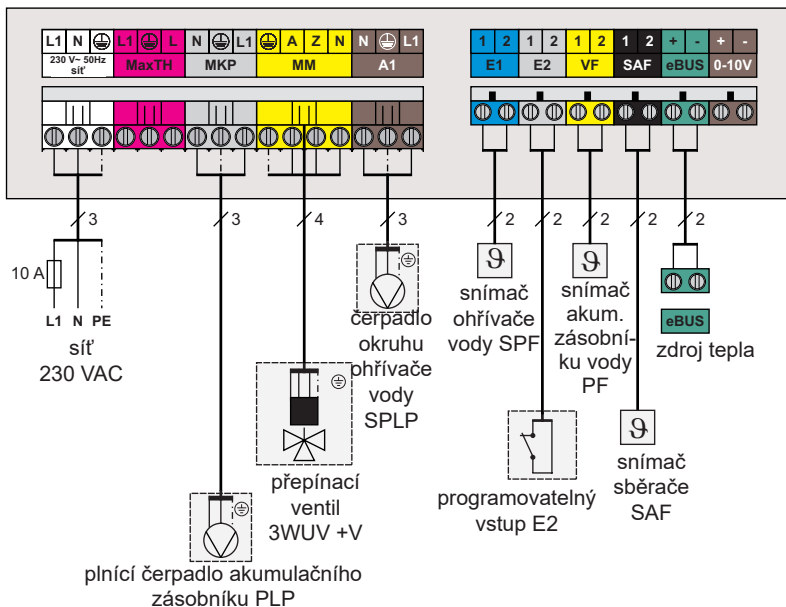 L1 N L1 L N L1 A Z N N L1 1 2 1 2 1 2 1 2 + - + -
230 V~ 50Hz
síť
MaxTH MKP MM A1 E1 E2 VF SAF eBUS 0-10V
3 3 4 3 2 2 2 2 2
10 A
L1 N PE
síť
230 VAC
čerpadlo
okruhu
ohřívače
vody
SPLP
ϑ
snímač
ohřívače
vody SPF
ϑ
snímač
akum.
zásobní-
ku vody
PF
eBUS
zdroj tepla
přepínací
ventil
3WUV +V
programovatelný
vstup E2
ϑ
snímač
sběrače
SAF
plnící čerpadlo akumulačního
zásobníku PLP